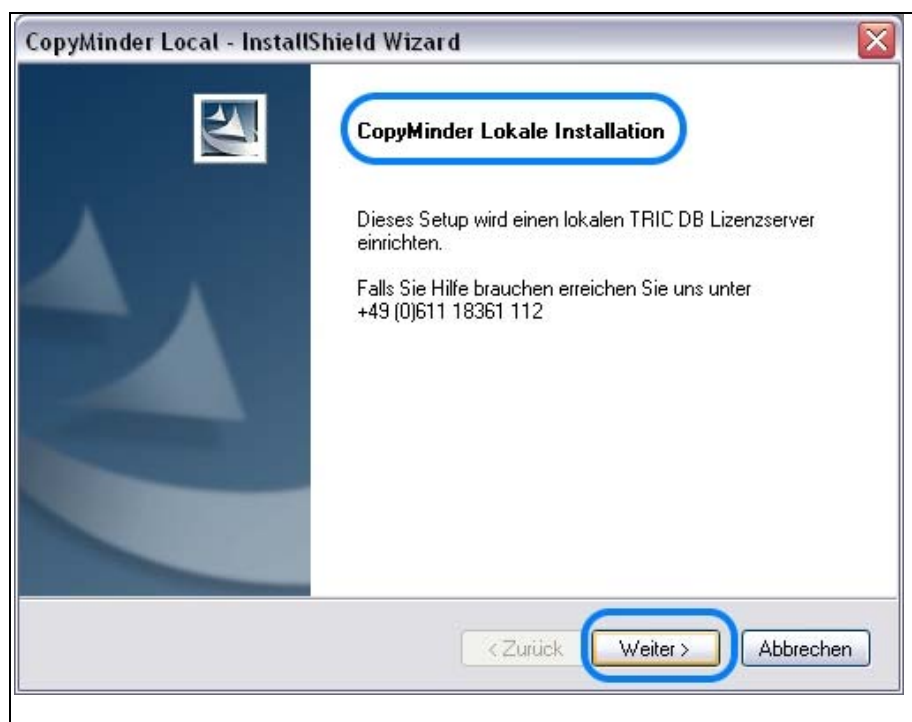 CopyMinder Local - InstallShield Wizard
CopyMinder Lokale Installation
Dieses Setup wird einen lokalen TRIC DB Lizenzserver
einrichten.
Falls Sie Hilfe brauchen erreichen Sie uns unter
+49 (0)611 18361 112
< Zurück Weiter > Abbrechen